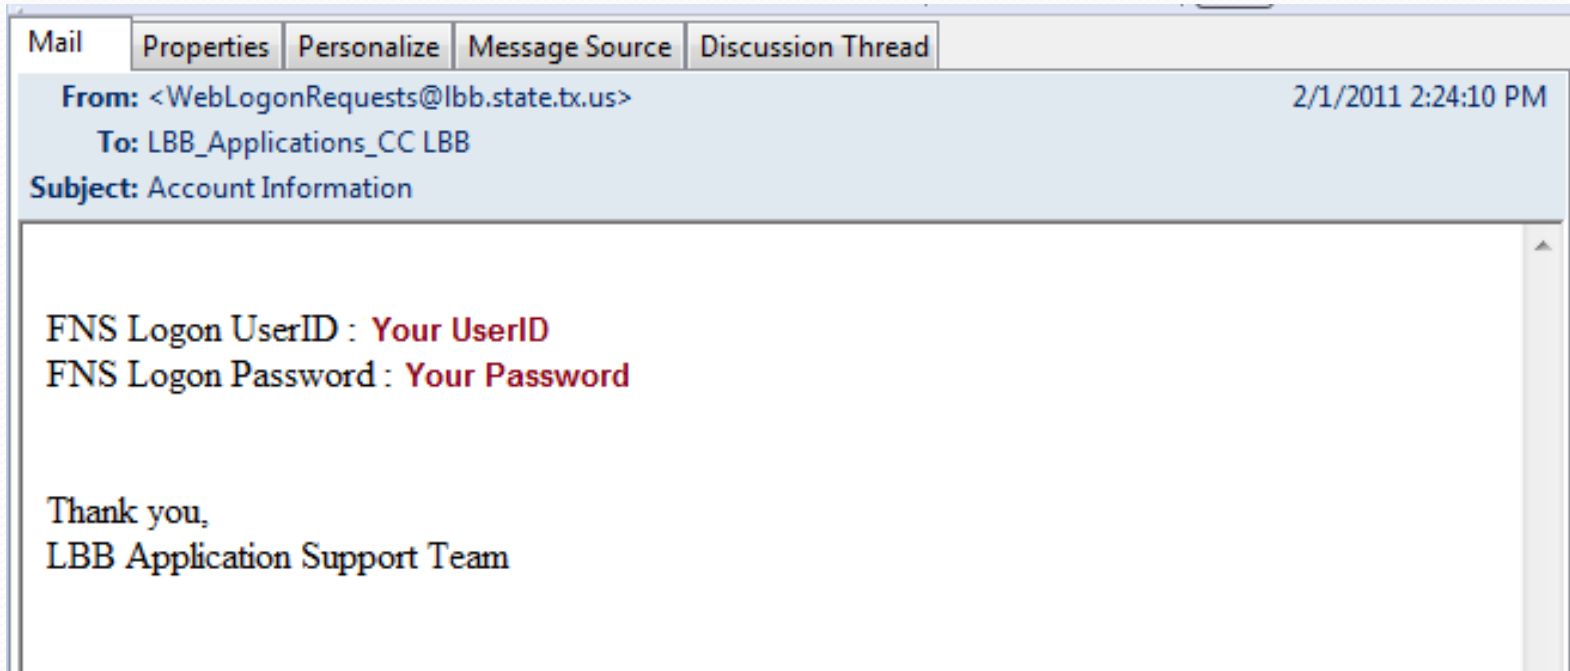 Mail Properties Personalize Message Source Discussion Thread
From: <WebLogonRequests@lbb.state.tx.us> 2/1/2011 2:24:10 PM
To: LBB_Applications_CC LBB
Subject: Account Information
FNS Logon UserID : Your UserID
FNS Logon Password : Your Password
Thank you,
LBB Application Support Team